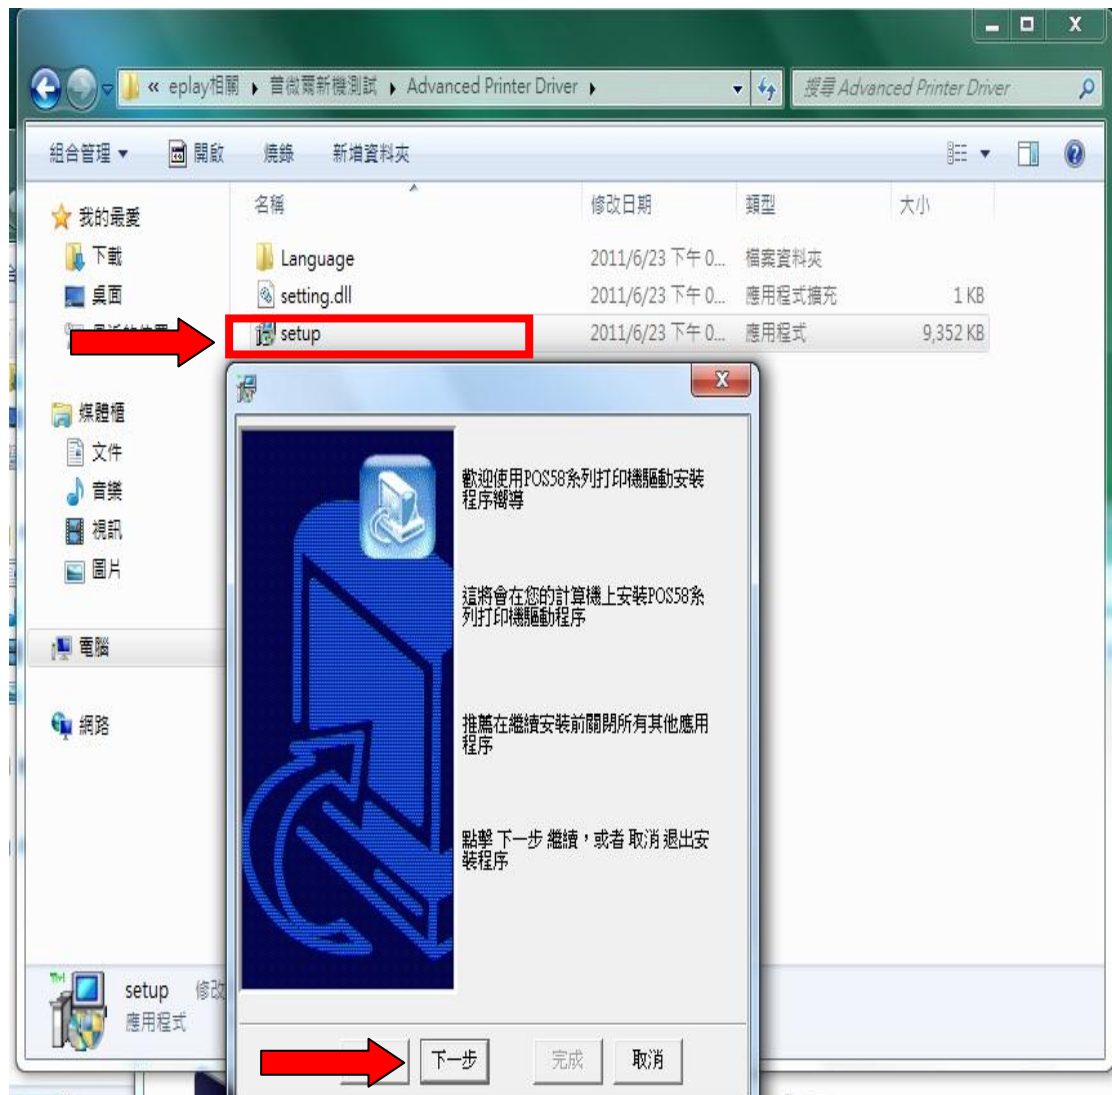 « eplay相關 ▸ 普微爾新機測試 ▸ Advanced Printer Driver ▸
搜尋 Advanced Printer Driver
組合管理 開啟 燒錄 新增資料夾
名稱 修改日期 類型 大小
我的最愛
下載
桌面
媒體櫃
文件
音樂
視訊
圖片
電腦
網路
Language 2011/6/23 下午 0... 檔案資料夾
setting.dll 2011/6/23 下午 0... 應用程式擴充 1 KB
setup 2011/6/23 下午 0... 應用程式 9,352 KB
歡迎使用POS58系列打印機驅動安裝
程序嚮導
這將會在您的計算機上安裝POS58系
列打印機驅動程序
推薦在繼續安裝前關閉所有其他應用
程序
點擊 下一步 繼續，或者 取消 退出安
裝程序
下一步 完成 取消
setup 修改
應用程式